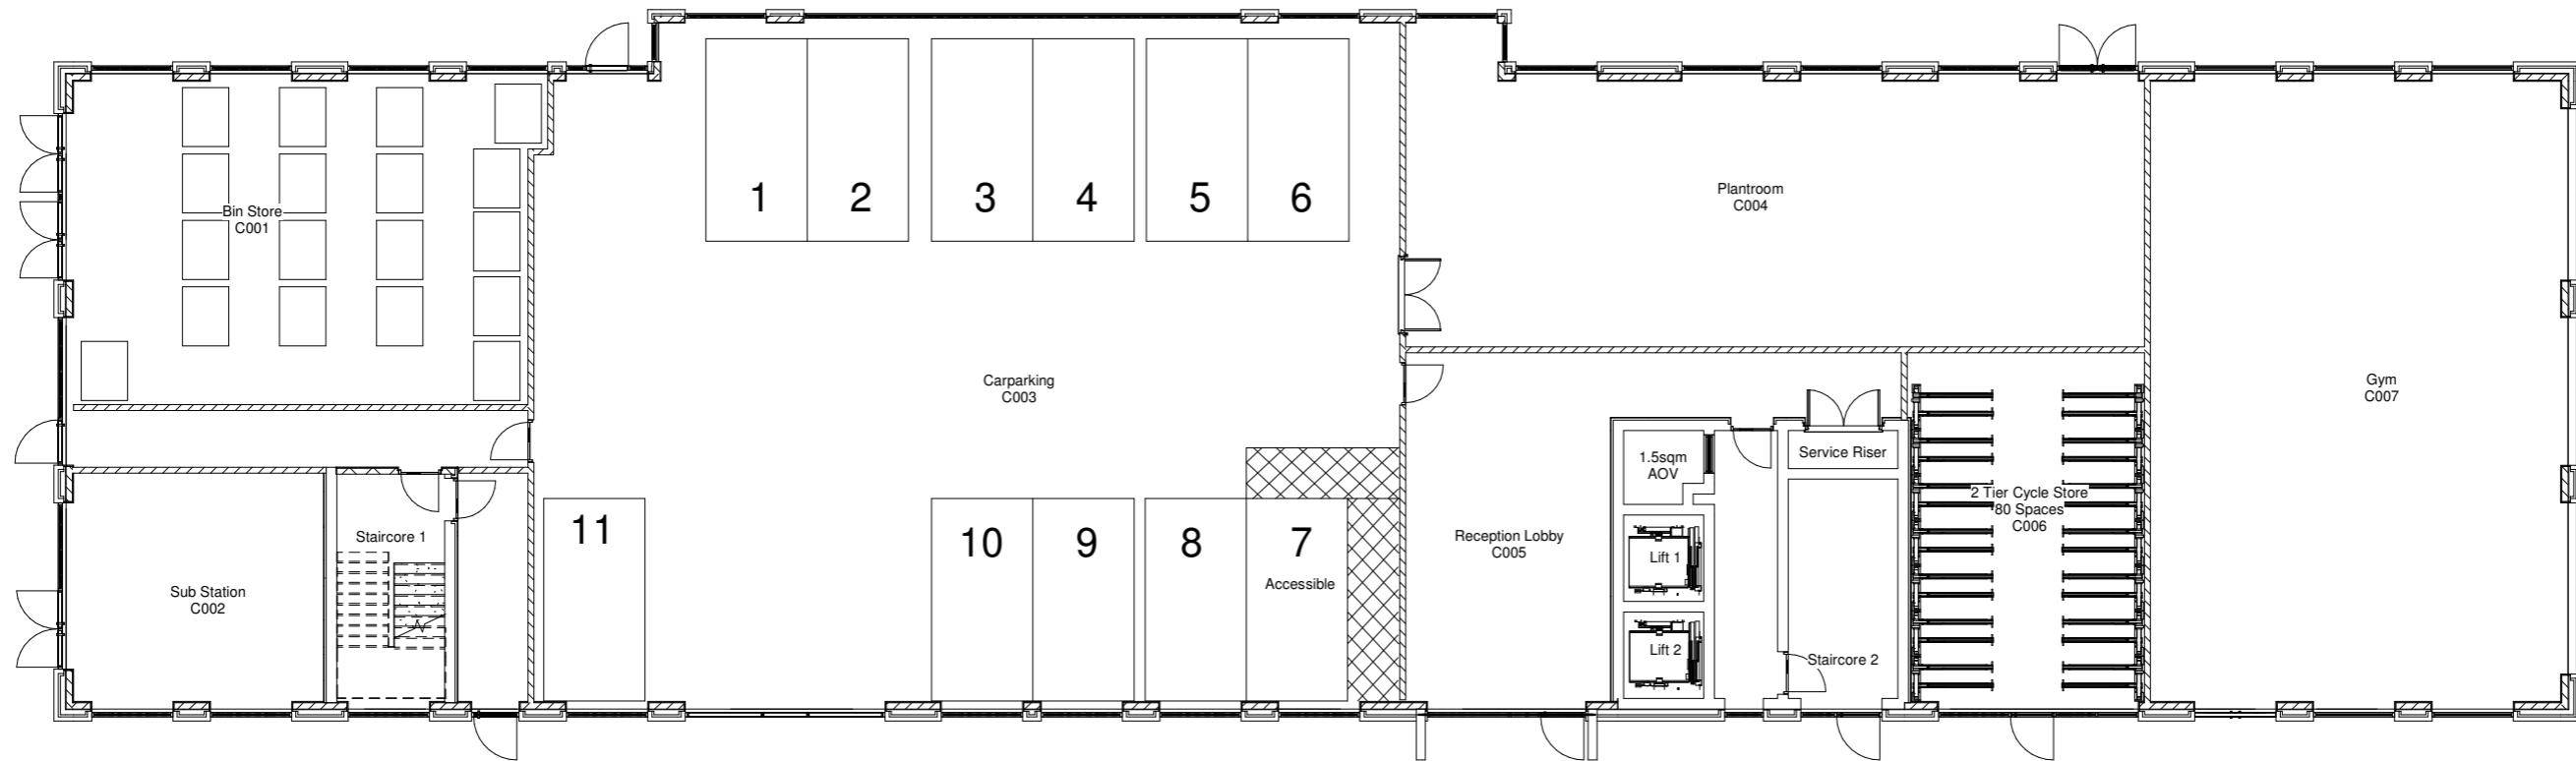 1
2
3
4
5
6
Plantroom
C004
Bin Store
C001
Carparking
C003
Gym
C007
Service Riser
1.5sqm
AOV
2 Tier Cycle Store
80 Spaces
C006
11
10
9
8
7
Accessible
Staircore 1
Reception Lobby
C005
Lift 1
Sub Station
C002
Lift 2
Staircore 2